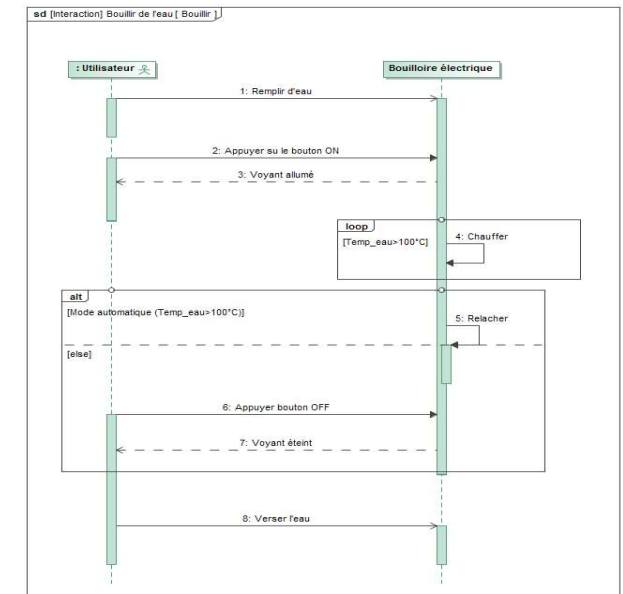 sd [Interaction] Bouillir de l'eau [ Bouillir ]
: Utilisateur
Bouilloire électrique
1: Remplir d'eau
2: Appuyer su le bouton ON
3: Voyant allumé
loop
[Temp_eau>100°C]
4: Chauffer
alt
[Mode automatique (Temp_eau>100°C)]
5: Relacher
[else]
6: Appuyer bouton OFF
7: Voyant éteint
8: Verser l'eau